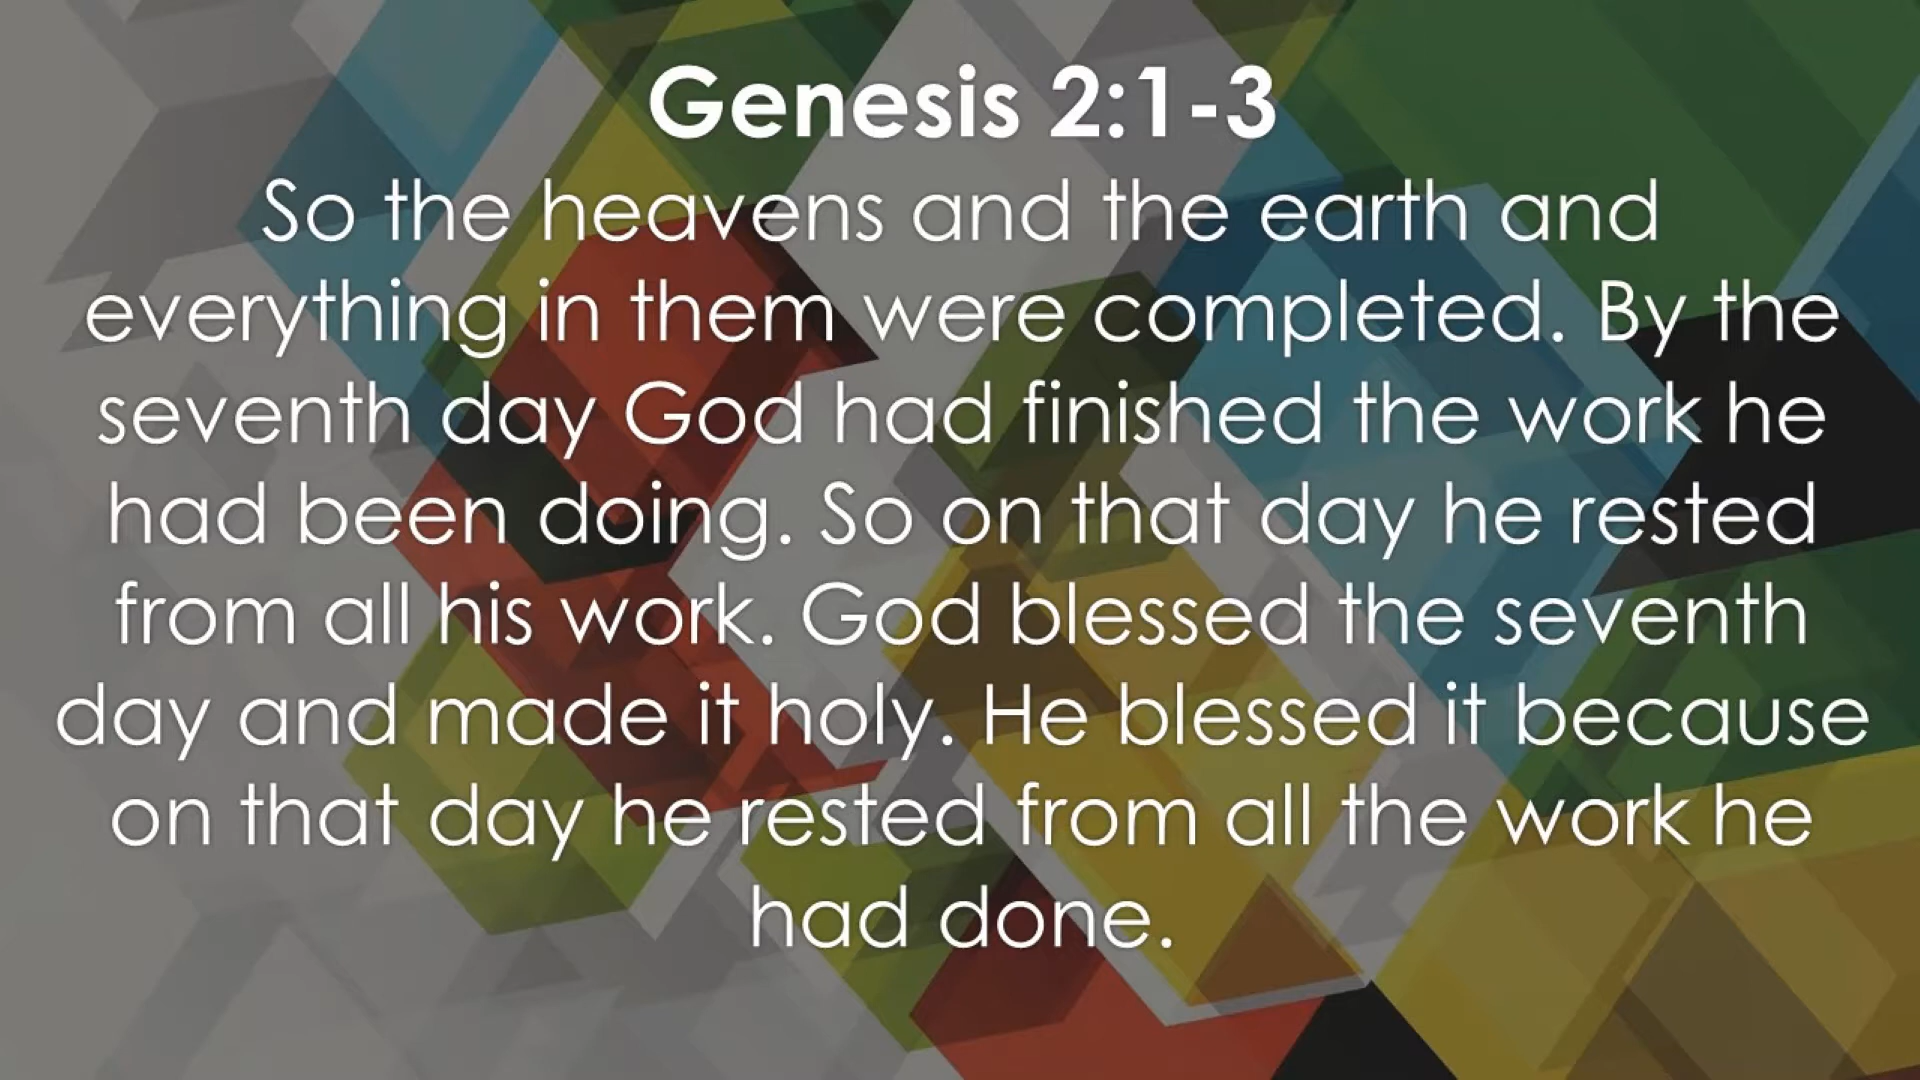 Genesis 2:1-3
So the heavens and the earth and
everything in them were completed. By the
seventh day God had finished the work he
had been doing. So on that day he rested
from all his work. God blessed the seventh
day and made it holy. He blessed it because
on that day he rested from all the work he
had done.